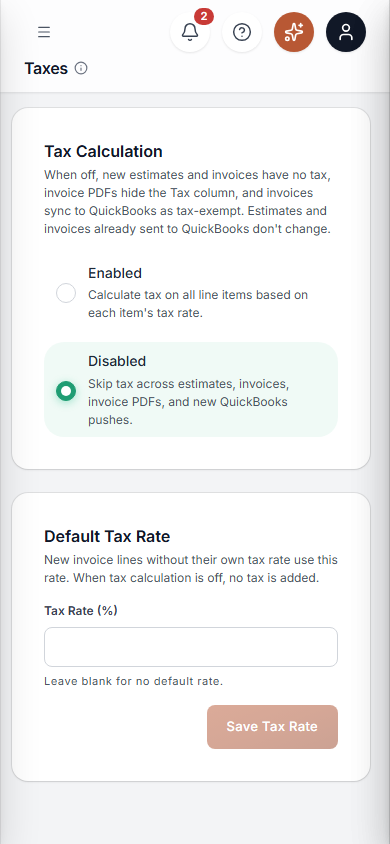 2
Taxes
Tax Calculation
When off, new estimates and invoices have no tax,
invoice PDFs hide the Tax column, and invoices
sync to QuickBooks as tax-exempt. Estimates and
invoices already sent to QuickBooks don't change.
Enabled
Calculate tax on all line items based on
each item's tax rate.
Disabled
Skip tax across estimates, invoices,
invoice PDFs, and new QuickBooks
pushes.
Default Tax Rate
New invoice lines without their own tax rate use this
rate. When tax calculation is off, no tax is added.
Tax Rate (%)
Leave blank for no default rate.
Save Tax Rate